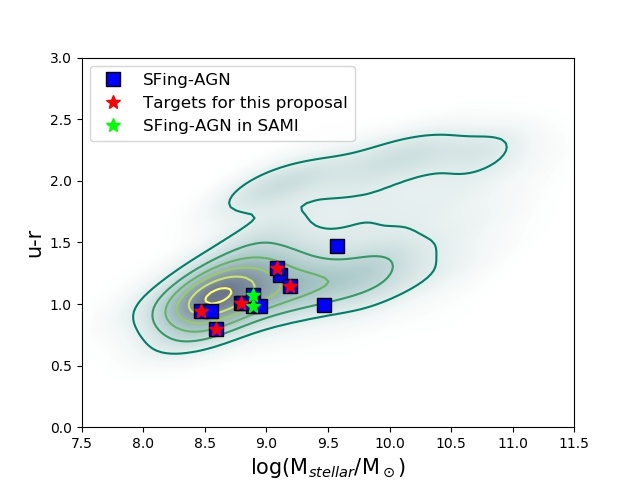 3.0
2.5
2.0
1.5
1.0
0.5
0.0
u-r
SFing-AGN
Targets for this proposal
SFing-AGN in SAMI
7.5 8.0 8.5 9.0 9.5 10.0 10.5 11.0 11.5
log(M_stellar/M_⊙)